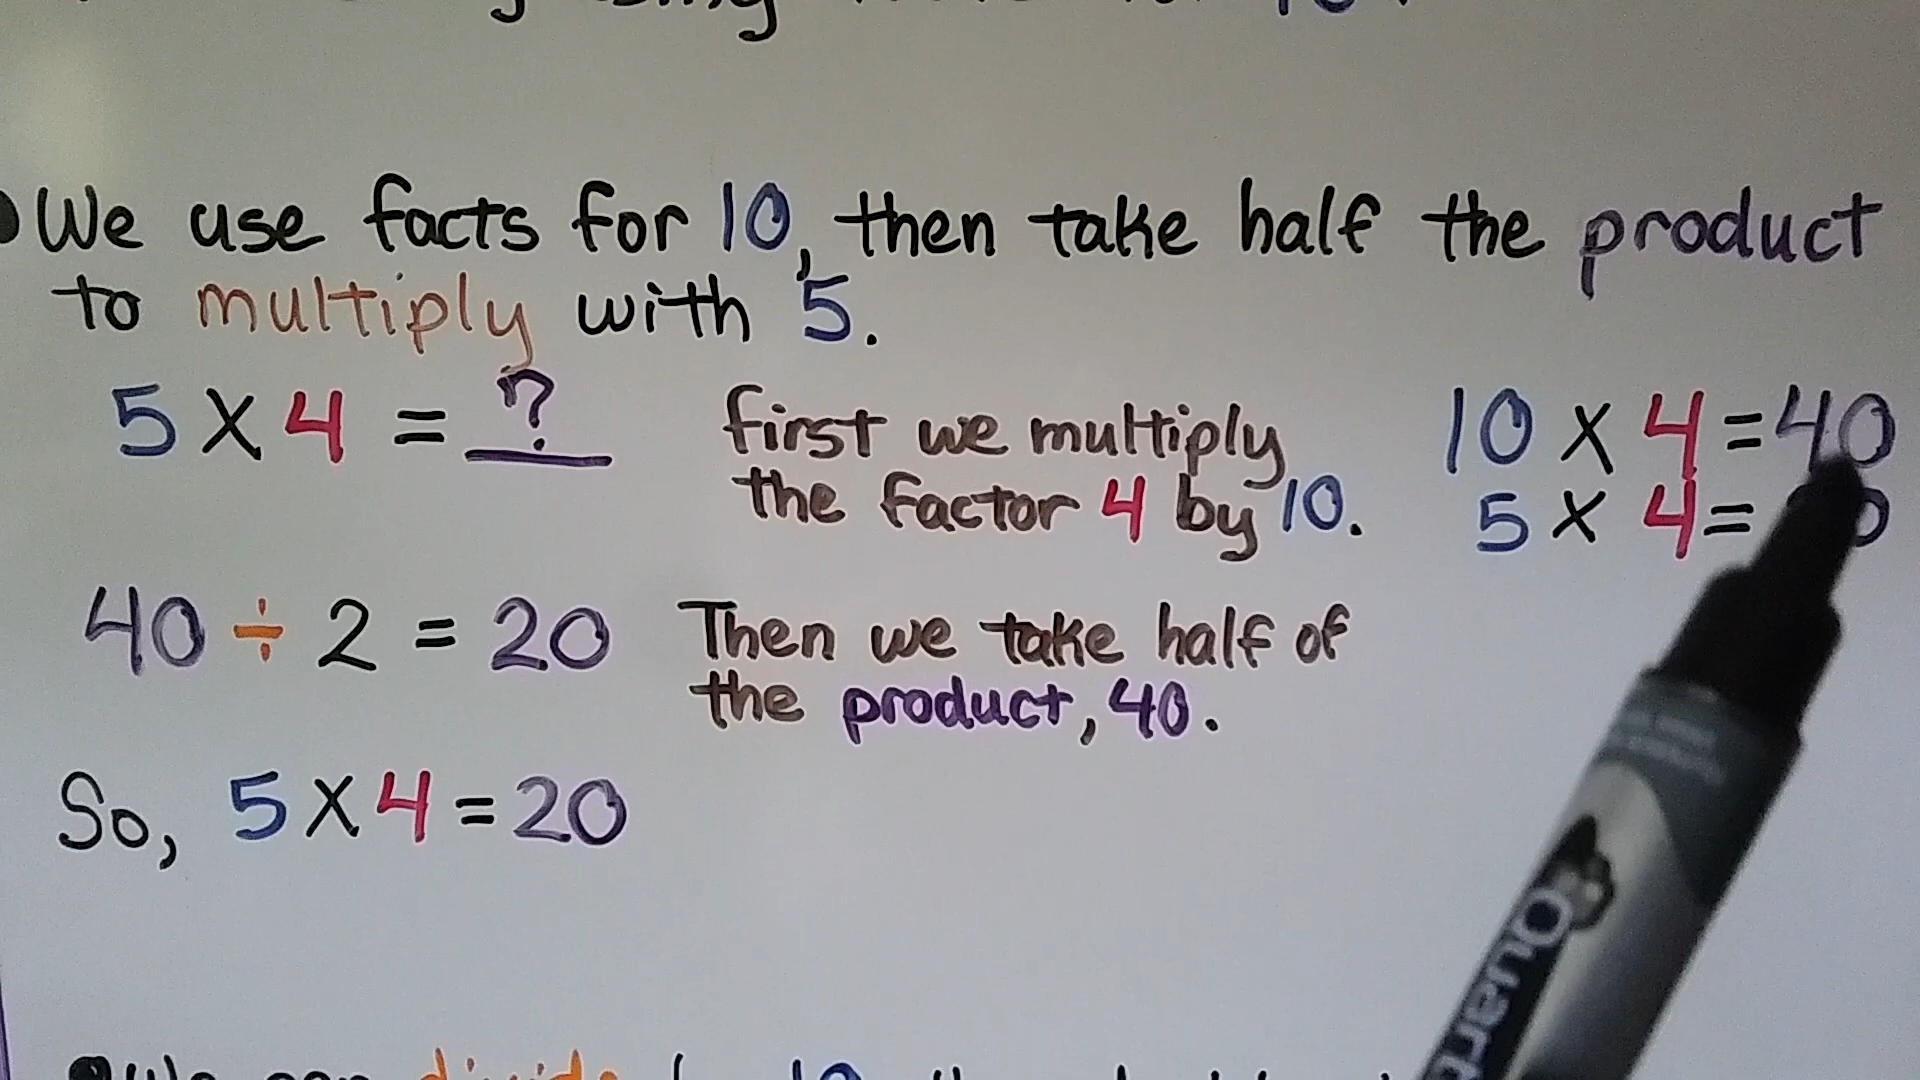 We use facts for 10, then take half the product
to multiply with 5.
5 × 4 = ?
first we multiply
the factor 4 by 10.
10 × 4 = 40
5 × 4 =
40 ÷ 2 = 20
Then we take half of
the product, 40.
So, 5 × 4 = 20
Quart